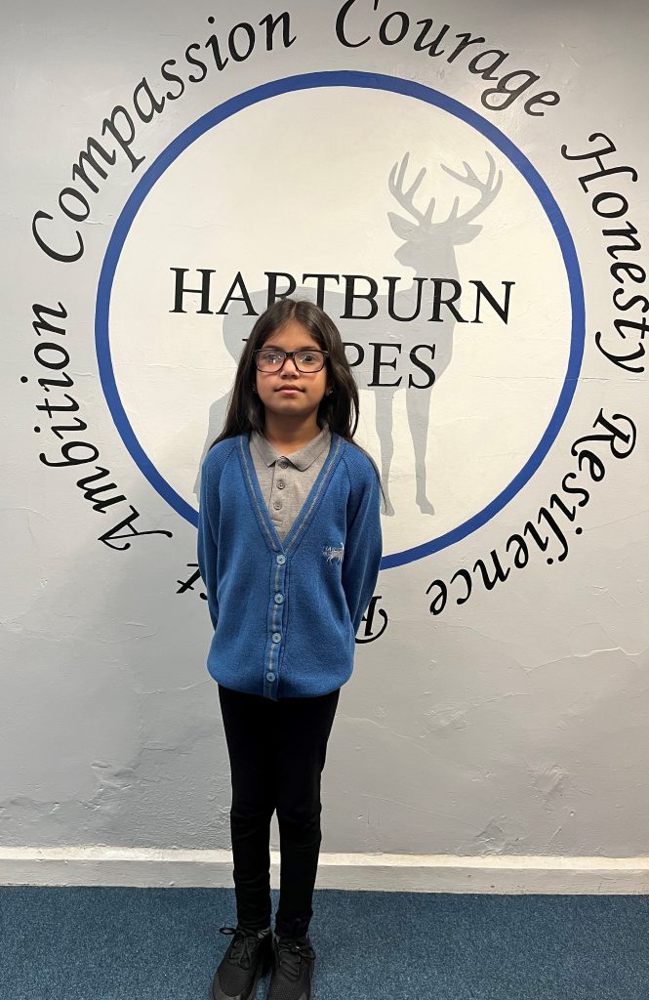 Ambition
Compassion
Courage
Honesty
Resilience
HARTBURN